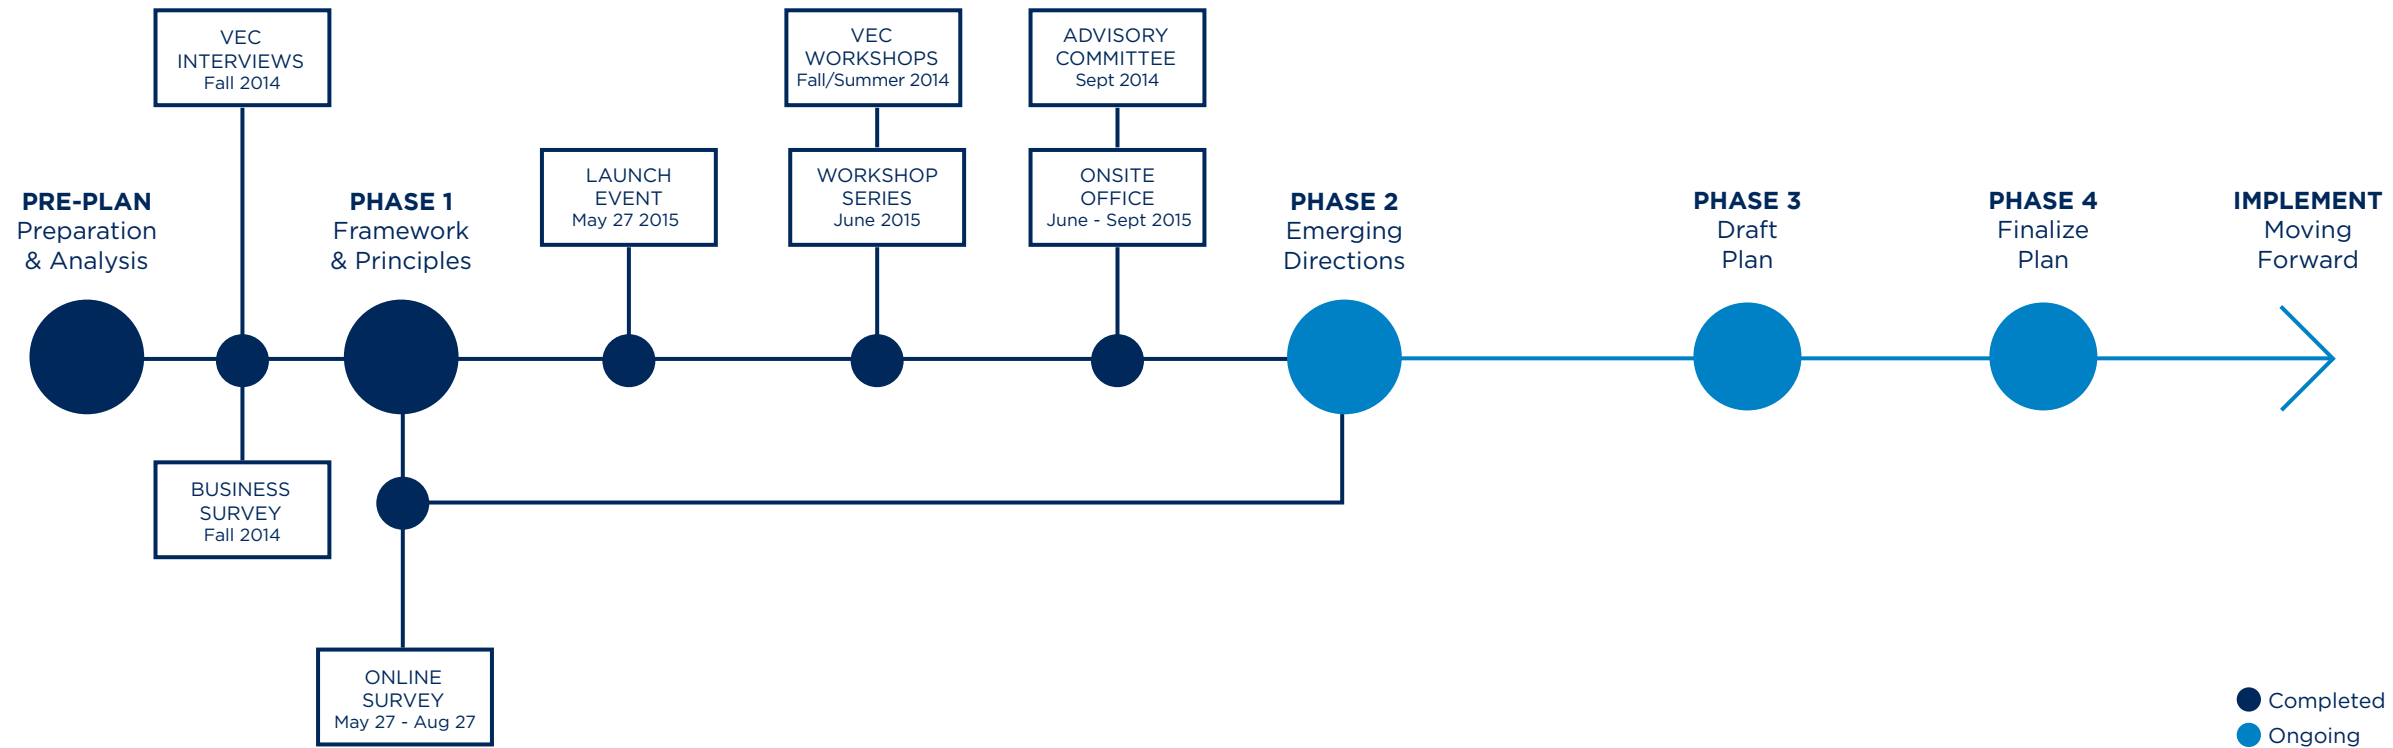 VEC
INTERVIEWS
Fall 2014
VEC
WORKSHOPS
Fall/Summer 2014
ADVISORY
COMMITTEE
Sept 2014
LAUNCH
EVENT
May 27 2015
WORKSHOP
SERIES
June 2015
ONSITE
OFFICE
June - Sept 2015
PRE-PLAN
Preparation
& Analysis
PHASE 1
Framework
& Principles
PHASE 2
Emerging
Directions
PHASE 3
Draft
Plan
PHASE 4
Finalize
Plan
IMPLEMENT
Moving
Forward
BUSINESS
SURVEY
Fall 2014
ONLINE
SURVEY
May 27 - Aug 27
Completed
Ongoing